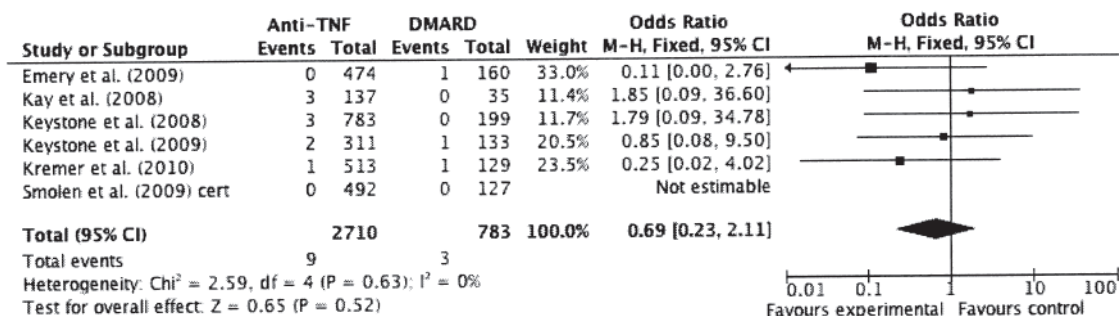 Anti-TNF DMARD Odds Ratio Odds Ratio
Study or Subgroup Events Total Events Total Weight M-H, Fixed, 95% CI M-H, Fixed, 95% CI
Emery et al. (2009) 0 474 1 160 33.0% 0.11 [0.00, 2.76]
Kay et al. (2008) 3 137 0 35 11.4% 1.85 [0.09, 36.60]
Keystone et al. (2008) 3 783 0 199 11.7% 1.79 [0.09, 34.78]
Keystone et al. (2009) 2 311 1 133 20.5% 0.85 [0.08, 9.50]
Kremer et al. (2010) 1 513 1 129 23.5% 0.25 [0.02, 4.02]
Smolen et al. (2009) cert 0 492 0 127 Not estimable
Total (95% CI) 2710 783 100.0% 0.69 [0.23, 2.11]
Total events 9 3
Heterogeneity: Chi² = 2.59, df = 4 (P = 0.63); I² = 0%
Test for overall effect: Z = 0.65 (P = 0.52)
0.01 0.1 1 10 100
Favours experimental Favours control